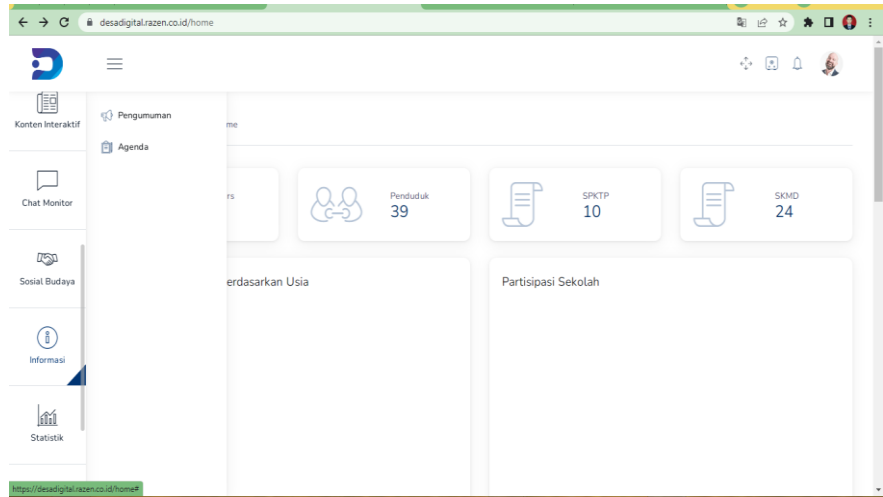 desadigital.razen.co.id/home
Konten Interaktif
Chat Monitor
Sosial Budaya
Informasi
Statistik
Pengumuman
Agenda
me
rs
Penduduk
39
SPKTP
10
SKMD
24
erdasarkan Usia
Partisipasi Sekolah
https://desadigital.razen.co.id/home#